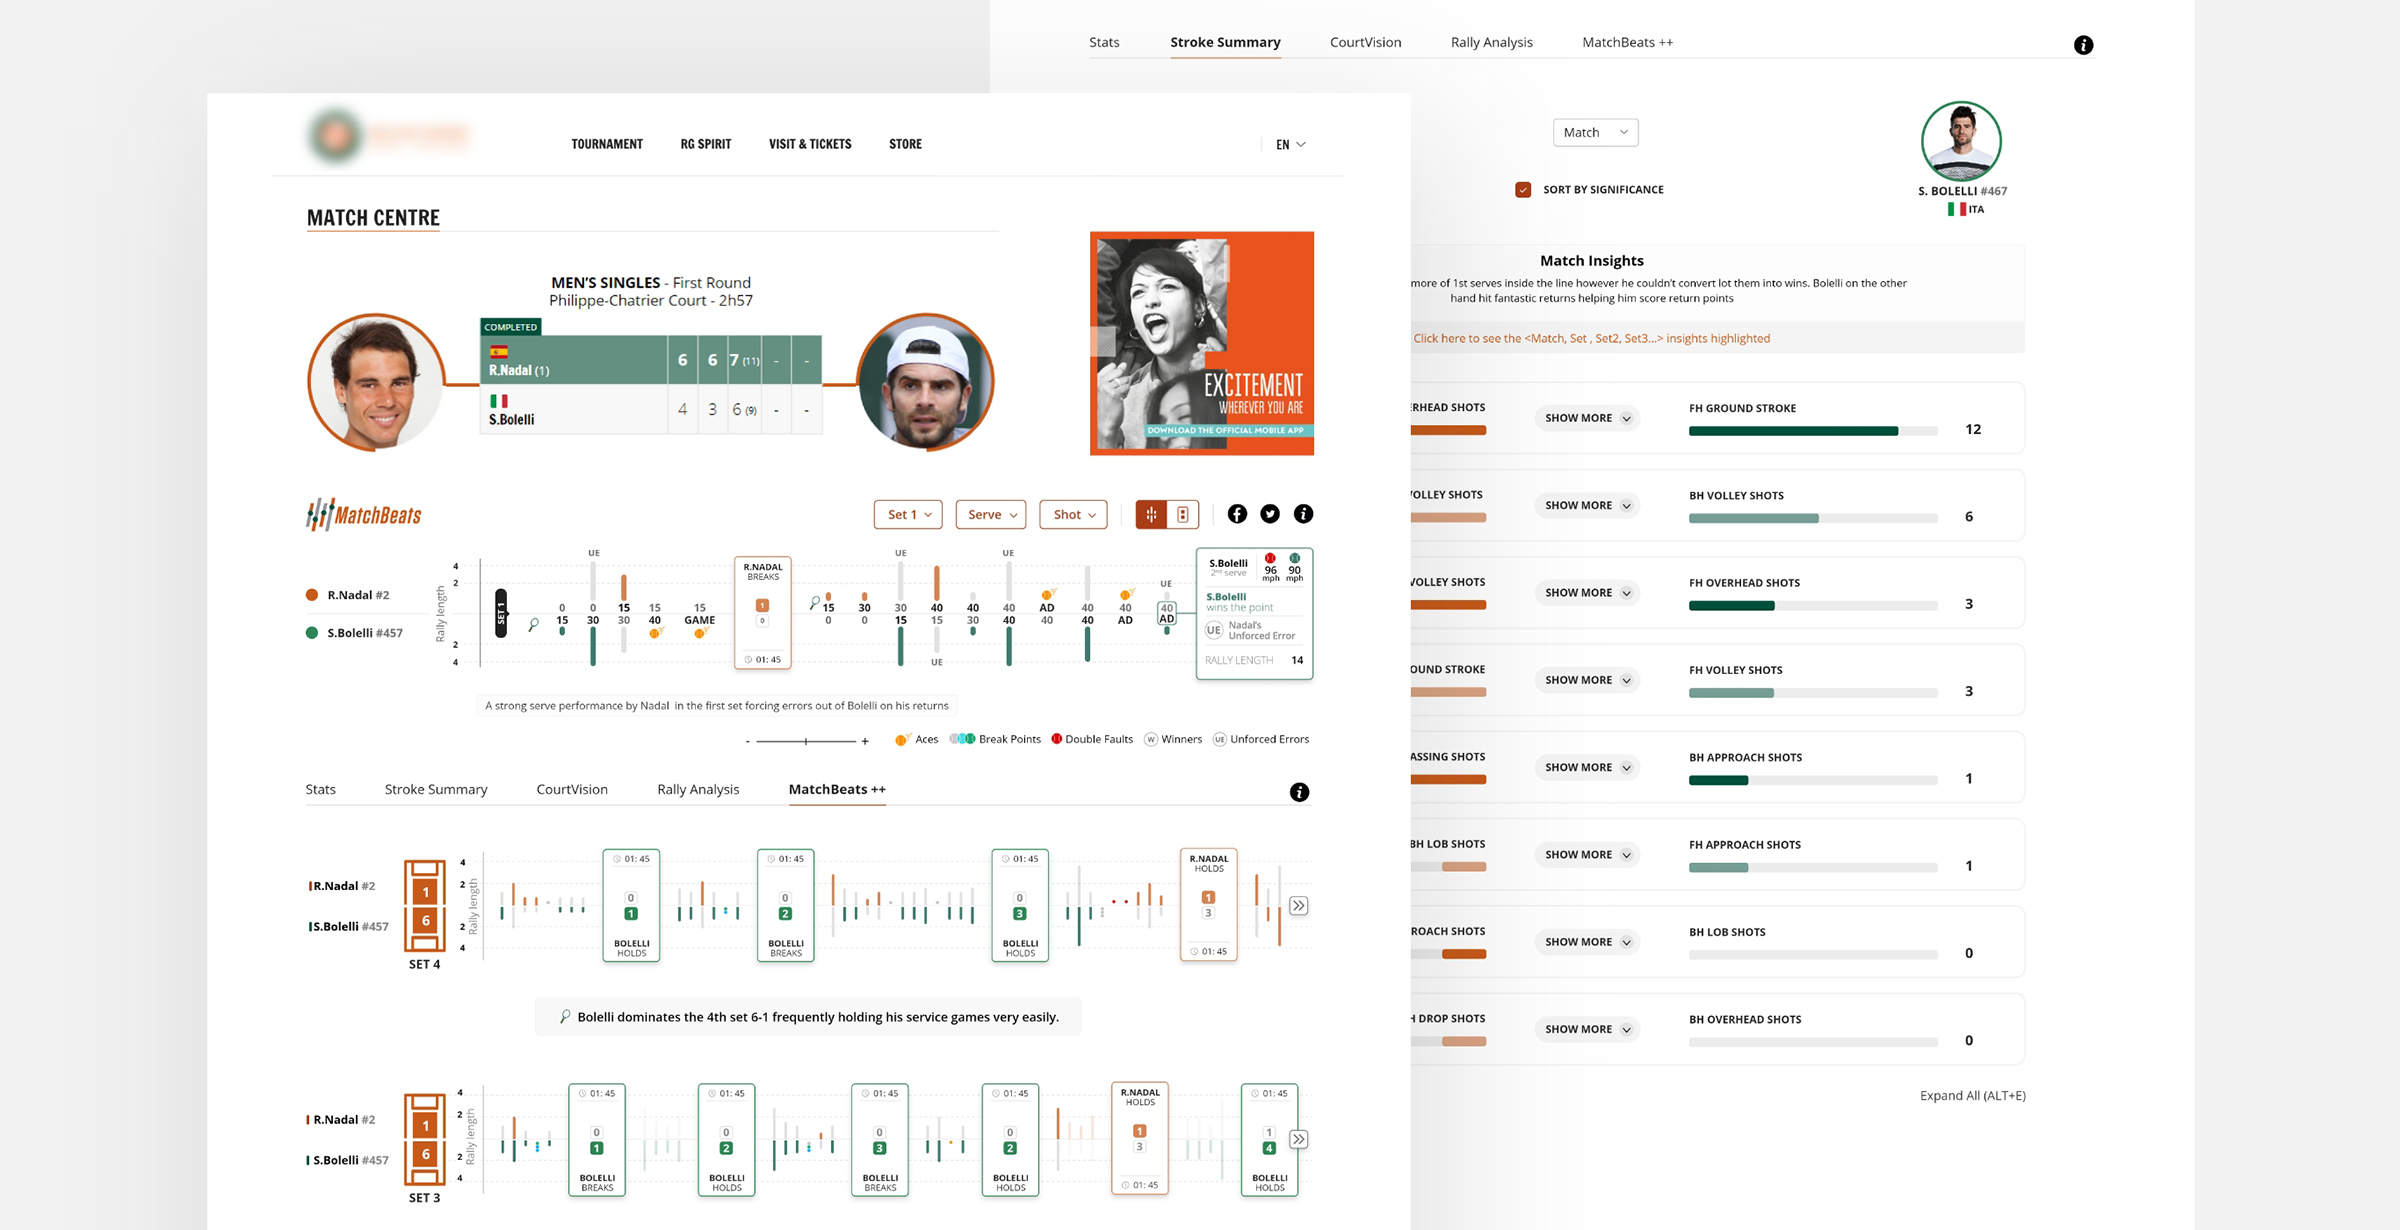 Stats Stroke Summary CourtVision Rally Analysis MatchBeats ++
TOURNAMENT RG SPIRIT VISIT & TICKETS STORE
EN
MATCH CENTRE
MEN'S SINGLES - First Round
Philippe-Chatrier Court - 2h57
COMPLETED
R.Nadal (1) 6 6 7 (11) - -
S.Bolelli 4 3 6 (9) - -
EXCITEMENT
WHEREVER YOU ARE
DOWNLOAD THE OFFICIAL MOBILE APP
MatchBeats
Set 1 Serve Shot
R.Nadal #2
S.Bolelli #457
Rally length
4
2
2
4
SET 1
UE UE UE UE
0 0 15 15 15
15 30 30 40 GAME
R.NADAL
BREAKS
1
0
01: 45
15 30 30 40 40 40 AD 40 40 40
0 0 15 15 30 40 40 40 AD AD
UE
S.Bolelli
2nd serve
96 mph
90 mph
S.Bolelli
wins the point
UE Nadal's
Unforced Error
RALLY LENGTH 14
A strong serve performance by Nadal in the first set forcing errors out of Bolelli on his returns
- +
Aces Break Points Double Faults W Winners UE Unforced Errors
Stats Stroke Summary CourtVision Rally Analysis MatchBeats ++
R.Nadal #2
S.Bolelli #457
1
6
SET 4
4
2
2
4
Rally length
01: 45
0
1
BOLELLI
HOLDS
01: 45
0
2
BOLELLI
BREAKS
01: 45
0
3
BOLELLI
HOLDS
R.NADAL
HOLDS
1
3
01: 45
Bolelli dominates the 4th set 6-1 frequently holding his service games very easily.
R.Nadal #2
S.Bolelli #457
1
6
SET 3
4
2
2
4
Rally length
01: 45
0
1
BOLELLI
BREAKS
01: 45
0
2
BOLELLI
HOLDS
01: 45
0
3
BOLELLI
BREAKS
01: 45
0
2
BOLELLI
HOLDS
R.NADAL
HOLDS
1
3
01: 45
01: 45
1
4
BOLELLI
HOLDS
Match
SORT BY SIGNIFICANCE
S. BOLELLI #467
ITA
Match Insights
more of 1st serves inside the line however he couldn't convert lot them into wins. Bolelli on the other
hand hit fantastic returns helping him score return points
Click here to see the <Match, Set , Set2, Set3...> insights highlighted
RHEAD SHOTS SHOW MORE FH GROUND STROKE 12
VOLLEY SHOTS SHOW MORE BH VOLLEY SHOTS 6
VOLLEY SHOTS SHOW MORE FH OVERHEAD SHOTS 3
OUND STROKE SHOW MORE FH VOLLEY SHOTS 3
ASSING SHOTS SHOW MORE BH APPROACH SHOTS 1
BH LOB SHOTS SHOW MORE FH APPROACH SHOTS 1
ROACH SHOTS SHOW MORE BH LOB SHOTS 0
H DROP SHOTS SHOW MORE BH OVERHEAD SHOTS 0
Expand All (ALT+E)